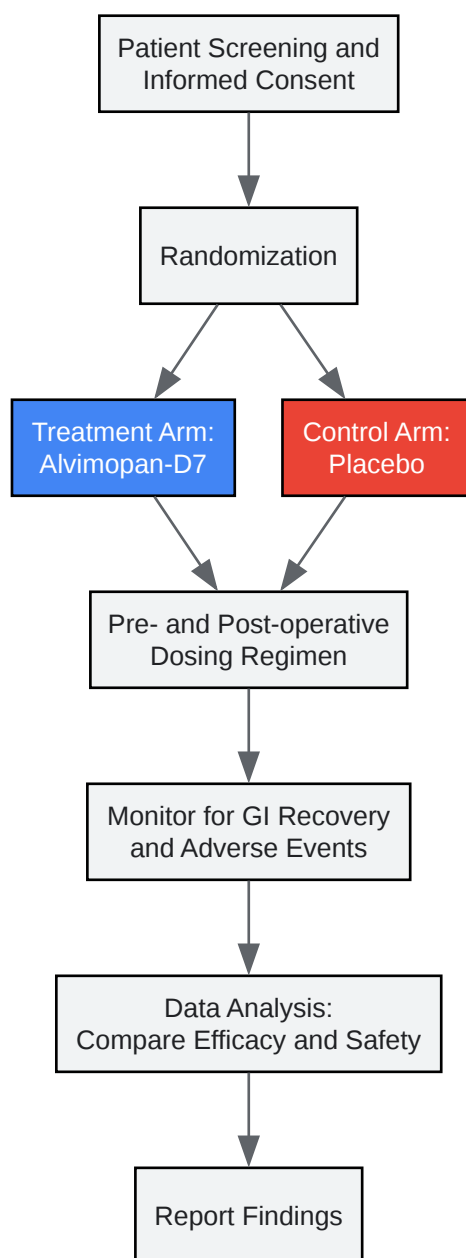 Patient Screening and
Informed Consent
Randomization
Treatment Arm:
Alvimopan-D7
Control Arm:
Placebo
Pre- and Post-operative
Dosing Regimen
Monitor for GI Recovery
and Adverse Events
Data Analysis:
Compare Efficacy and Safety
Report Findings